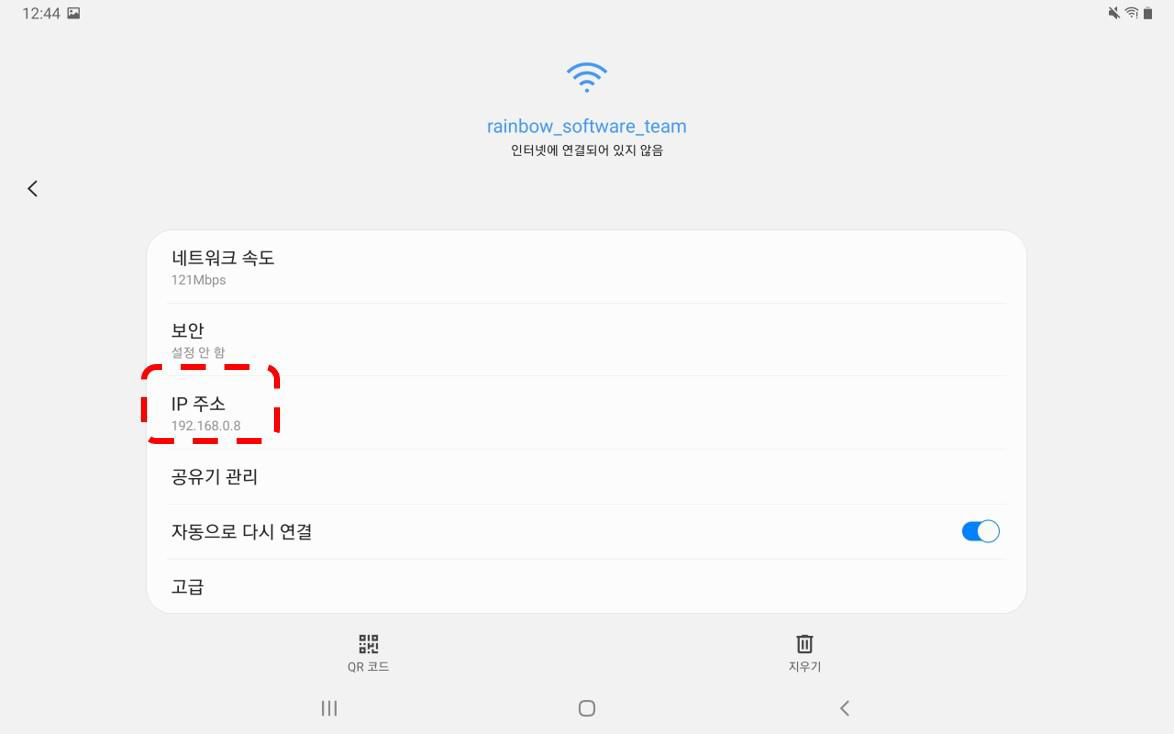 12:44
rainbow_software_team
인터넷에 연결되어 있지 않음
네트워크 속도
121Mbps
보안
설정 안 함
IP 주소
192.168.0.8
공유기 관리
자동으로 다시 연결
고급
QR 코드
지우기